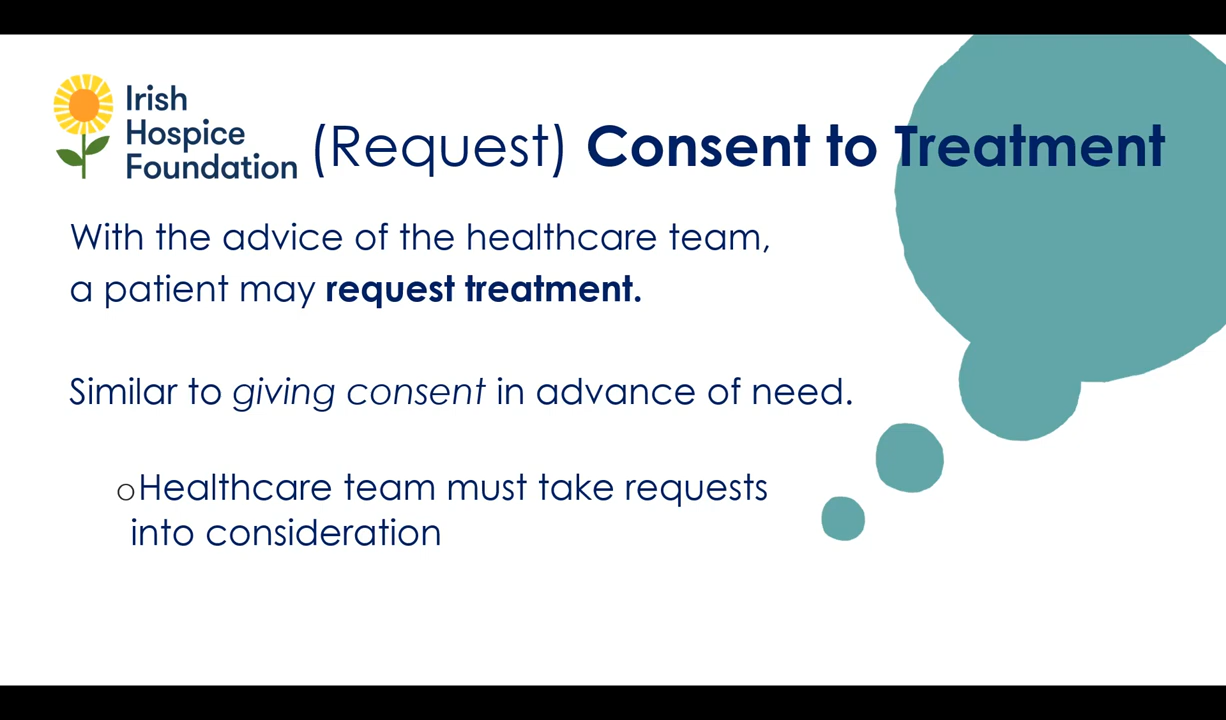 Irish
Hospice
Foundation
(Request) Consent to Treatment
With the advice of the healthcare team,
a patient may request treatment.
Similar to giving consent in advance of need.
oHealthcare team must take requests
into consideration